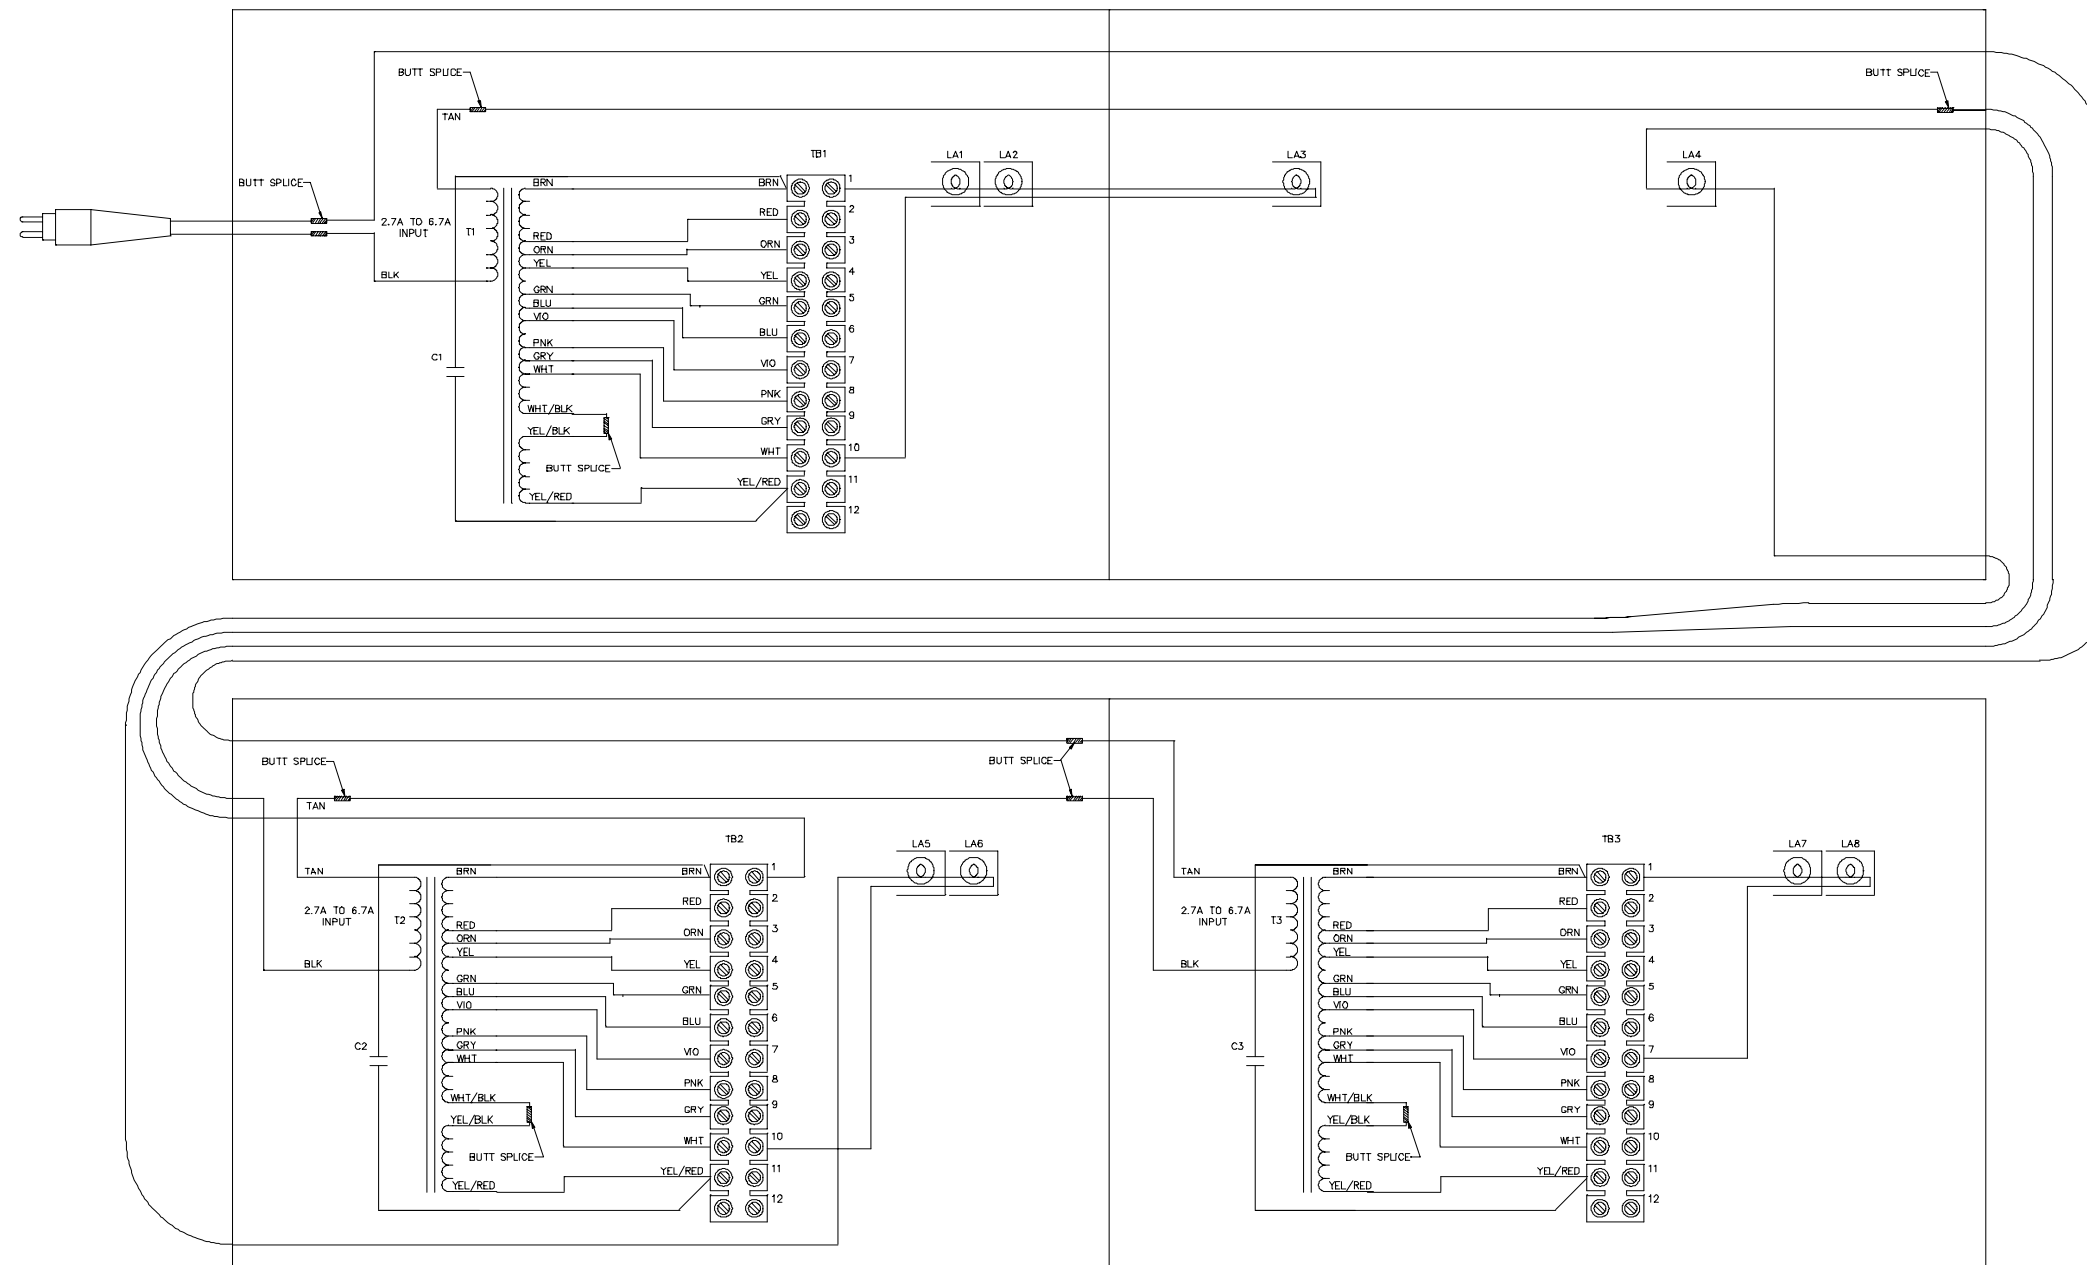 BUTT SPLICE
BUTT SPLICE
TAN
TB1
LA1
LA2
LA3
LA4
BUTT SPLICE
BRN
BRN
1
2.7A TO 6.7A
INPUT
T1
RED
2
RED
ORN
ORN
3
YEL
BLK
YEL
4
GRN
GRN
5
BLU
VIO
BLU
6
PNK
C1
GRY
VIO
7
WHT
PNK
8
WHT/BLK
GRY
9
YEL/BLK
WHT
10
BUTT SPLICE
YEL/RED
11
YEL/RED
12
BUTT SPLICE
BUTT SPLICE
TAN
TB2
LA5
LA6
TAN
BRN
BRN
1
2.7A TO 6.7A
INPUT
T2
RED
2
RED
ORN
ORN
3
YEL
BLK
YEL
4
GRN
GRN
5
BLU
VIO
BLU
6
PNK
C2
GRY
VIO
7
WHT
PNK
8
WHT/BLK
GRY
9
YEL/BLK
WHT
10
BUTT SPLICE
YEL/RED
11
YEL/RED
12
TB3
LA7
LA8
TAN
BRN
BRN
1
2.7A TO 6.7A
INPUT
T3
RED
2
RED
ORN
ORN
3
YEL
BLK
YEL
4
GRN
GRN
5
BLU
VIO
BLU
6
PNK
C3
GRY
VIO
7
WHT
PNK
8
WHT/BLK
GRY
9
YEL/BLK
WHT
10
BUTT SPLICE
YEL/RED
11
YEL/RED
12